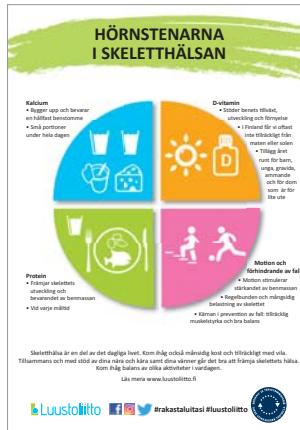 HÖRNSTENARNA
I SKELETTHÄLSAN
Kalcium
• Bygger upp och bevarar
en hållfast benstomme
• Små portioner
under hela dagen
D-vitamin
• Stöder benets tillväxt,
utveckling och förnyelse
• I Finland får vi oftast
inte tillräckligt från
maten eller solen
• Tillägg året
runt för barn,
unga, gravida,
ammande
och för dom
som är för
lite ute
D
Protein
• Främjar skelettets
utveckling och
bevarandet av benmassan
• Vid varje måltid
Motion och
förhindrande av fall
• Motion stimulerar
stärkandet av benmassan
• Regelbunden och mångsidig
belastning av skelettet
• Kärnan i prevention av fall: tillräcklig
muskelstyrka och bra balans
Skeletthälsa är en del av det dagliga livet. Kom ihåg också mångsidig kost och tillräckligt med vila.
Tillsammans och med stöd av dina nära och kära samt dina vänner går det bra att främja skelettets hälsa.
Kom ihåg balans av olika aktiviteter i vardagen.
Läs mera www.luustoliitto.fi
Luustoliitto
#rakastaluitasi #luustoliitto